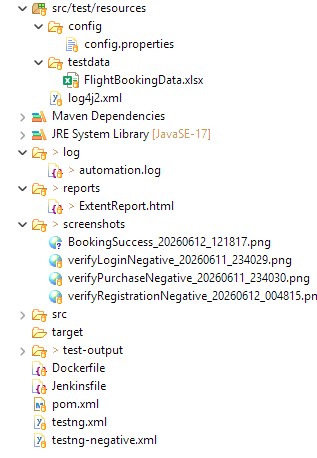 src/test/resources
config
config.properties
testdata
FlightBookingData.xlsx
log4j2.xml
Maven Dependencies
JRE System Library [JavaSE-17]
> log
> automation.log
> reports
> ExtentReport.html
> screenshots
BookingSuccess_20260612_121817.png
verifyLoginNegative_20260611_234029.png
verifyPurchaseNegative_20260611_234030.png
verifyRegistrationNegative_20260612_004815.pn
src
target
> test-output
Dockerfile
Jenkinsfile
pom.xml
testng.xml
testng-negative.xml